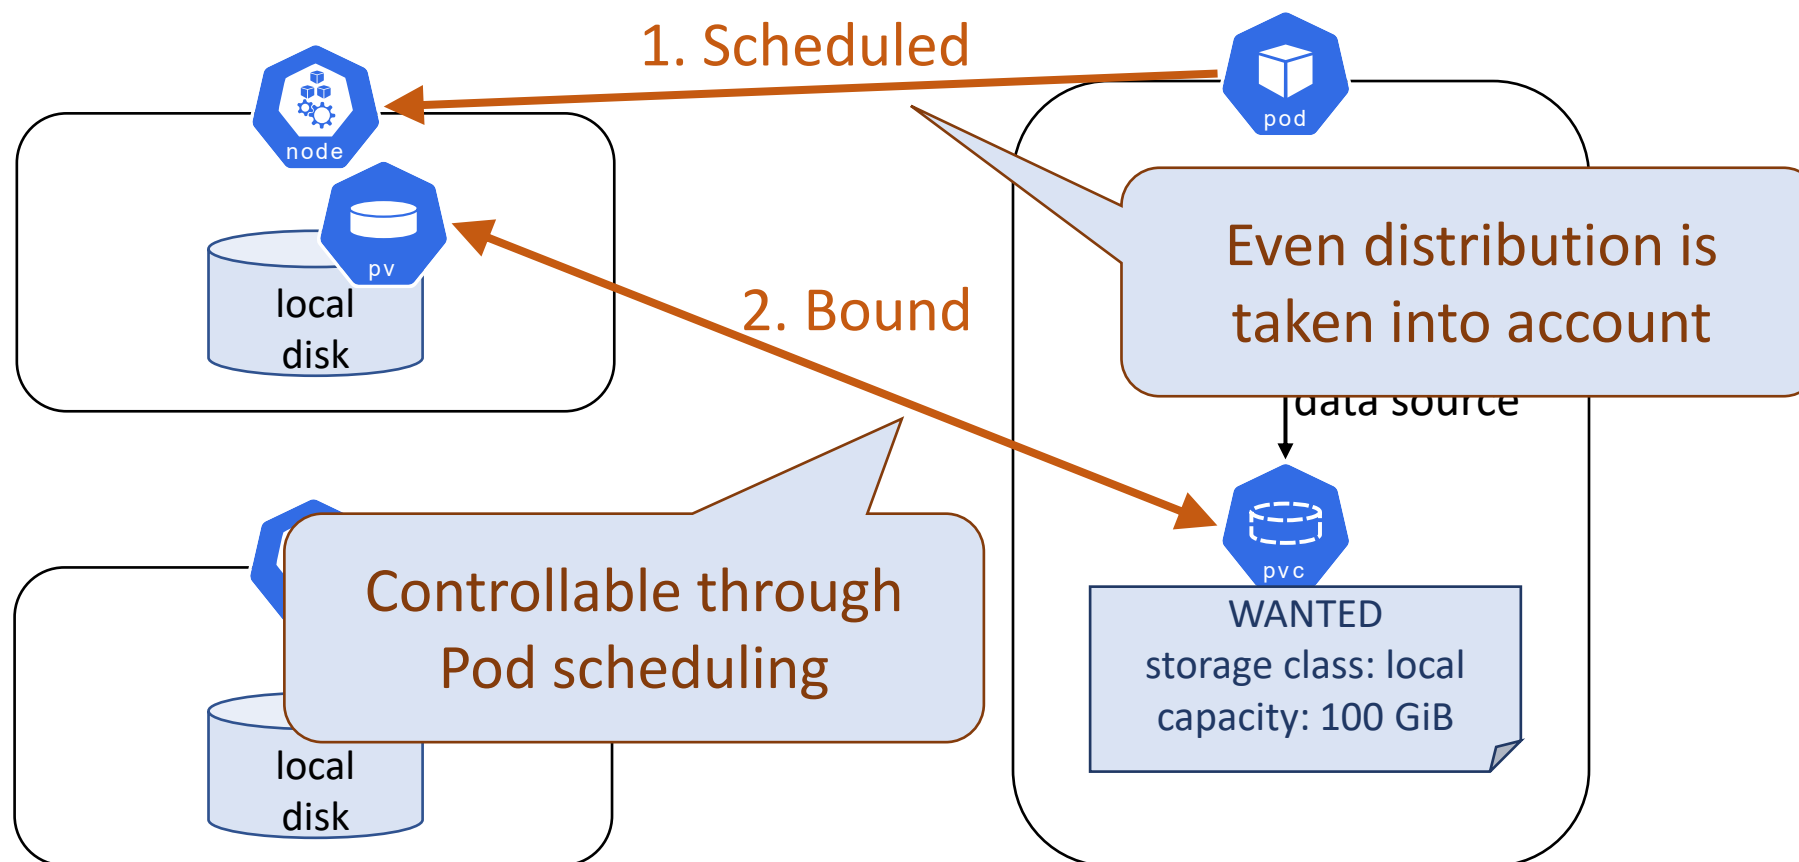 1. Scheduled
node
pod
pv
local
disk
2. Bound
Even distribution is
taken into account
data source
pvc
WANTED
storage class: local
capacity: 100 GiB
Controllable through
Pod scheduling
local
disk